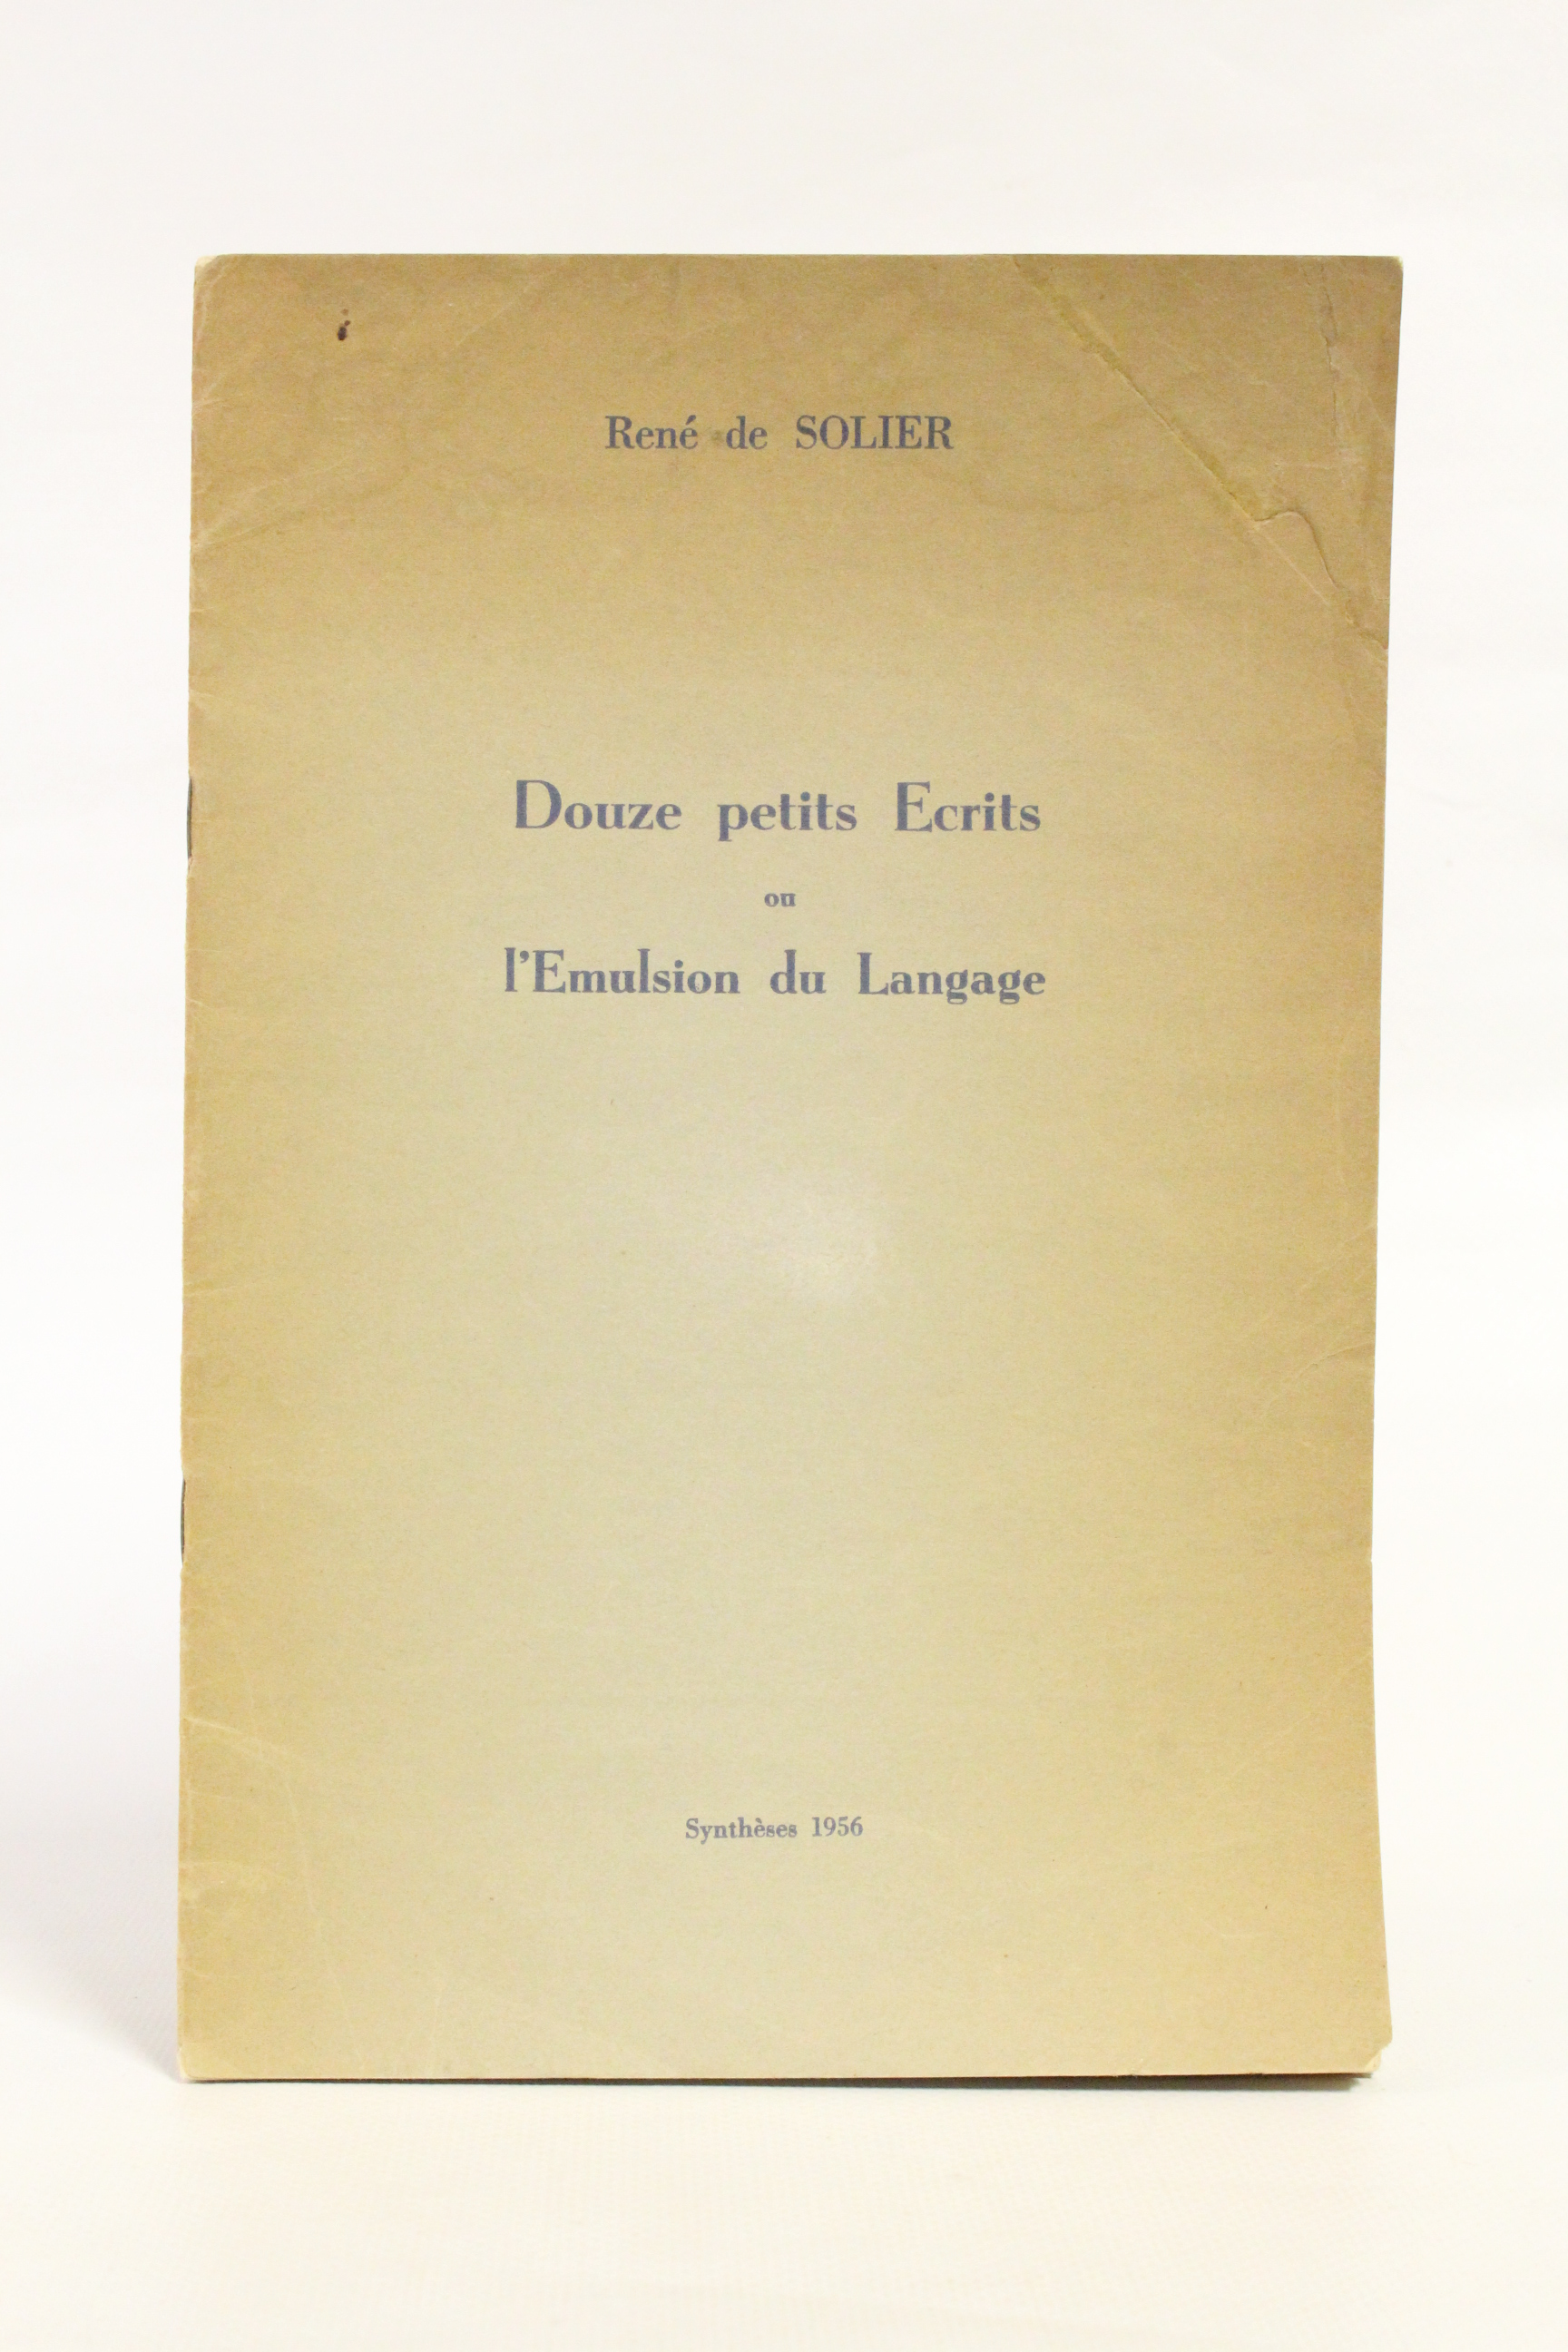 René de SOLIER
Douze petits Ecrits
ou
l'Emulsion du Langage
Synthèses 1956